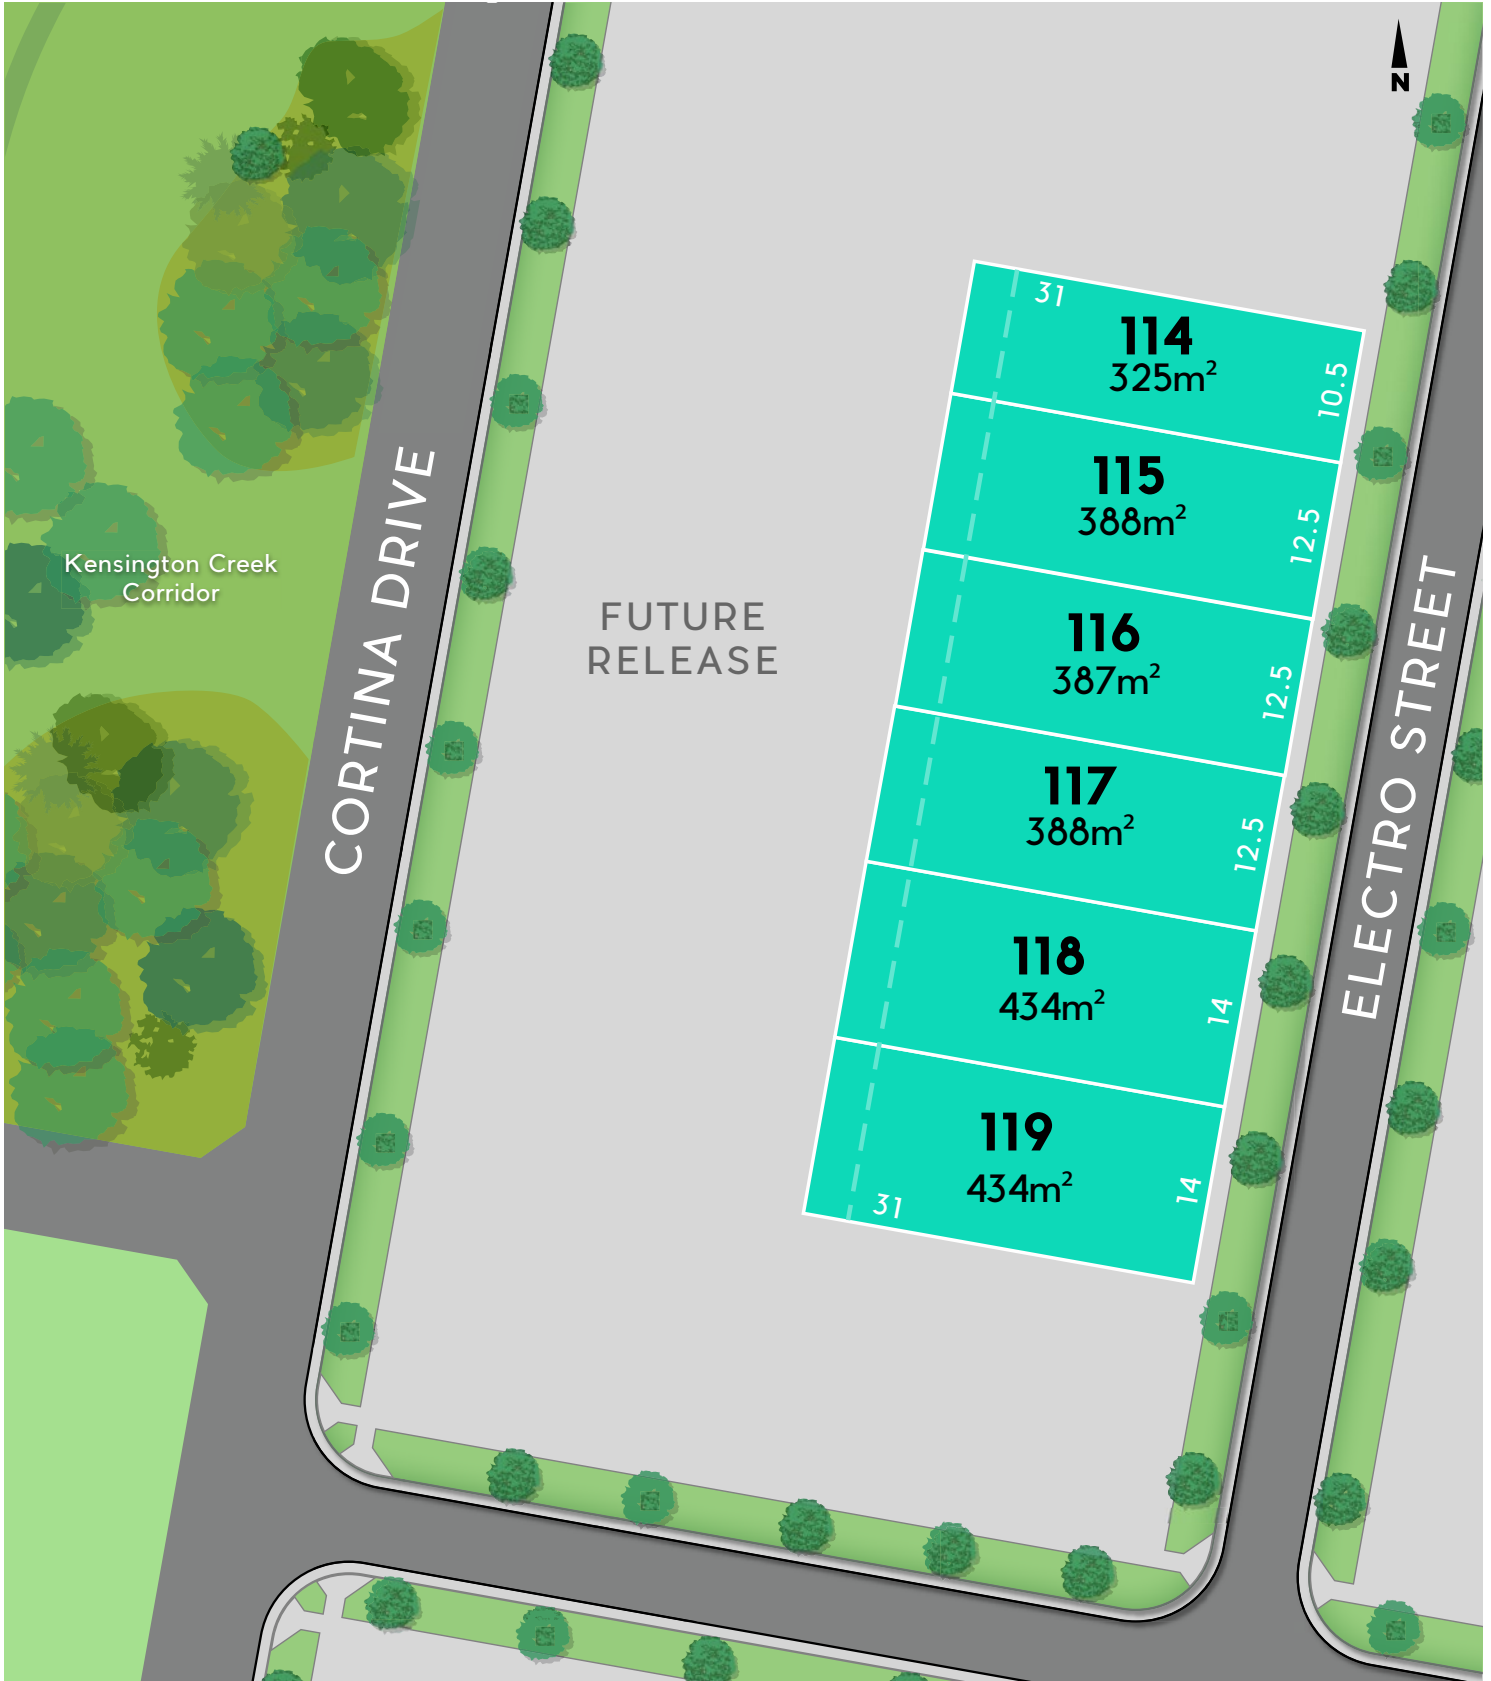 N
31
114
325m²
10.5
115
388m²
12.5
116
387m²
12.5
117
388m²
12.5
118
434m²
14
119
434m²
14
31
FUTURE
RELEASE
CORTINA DRIVE
ELECTRO STREET
Kensington Creek
Corridor